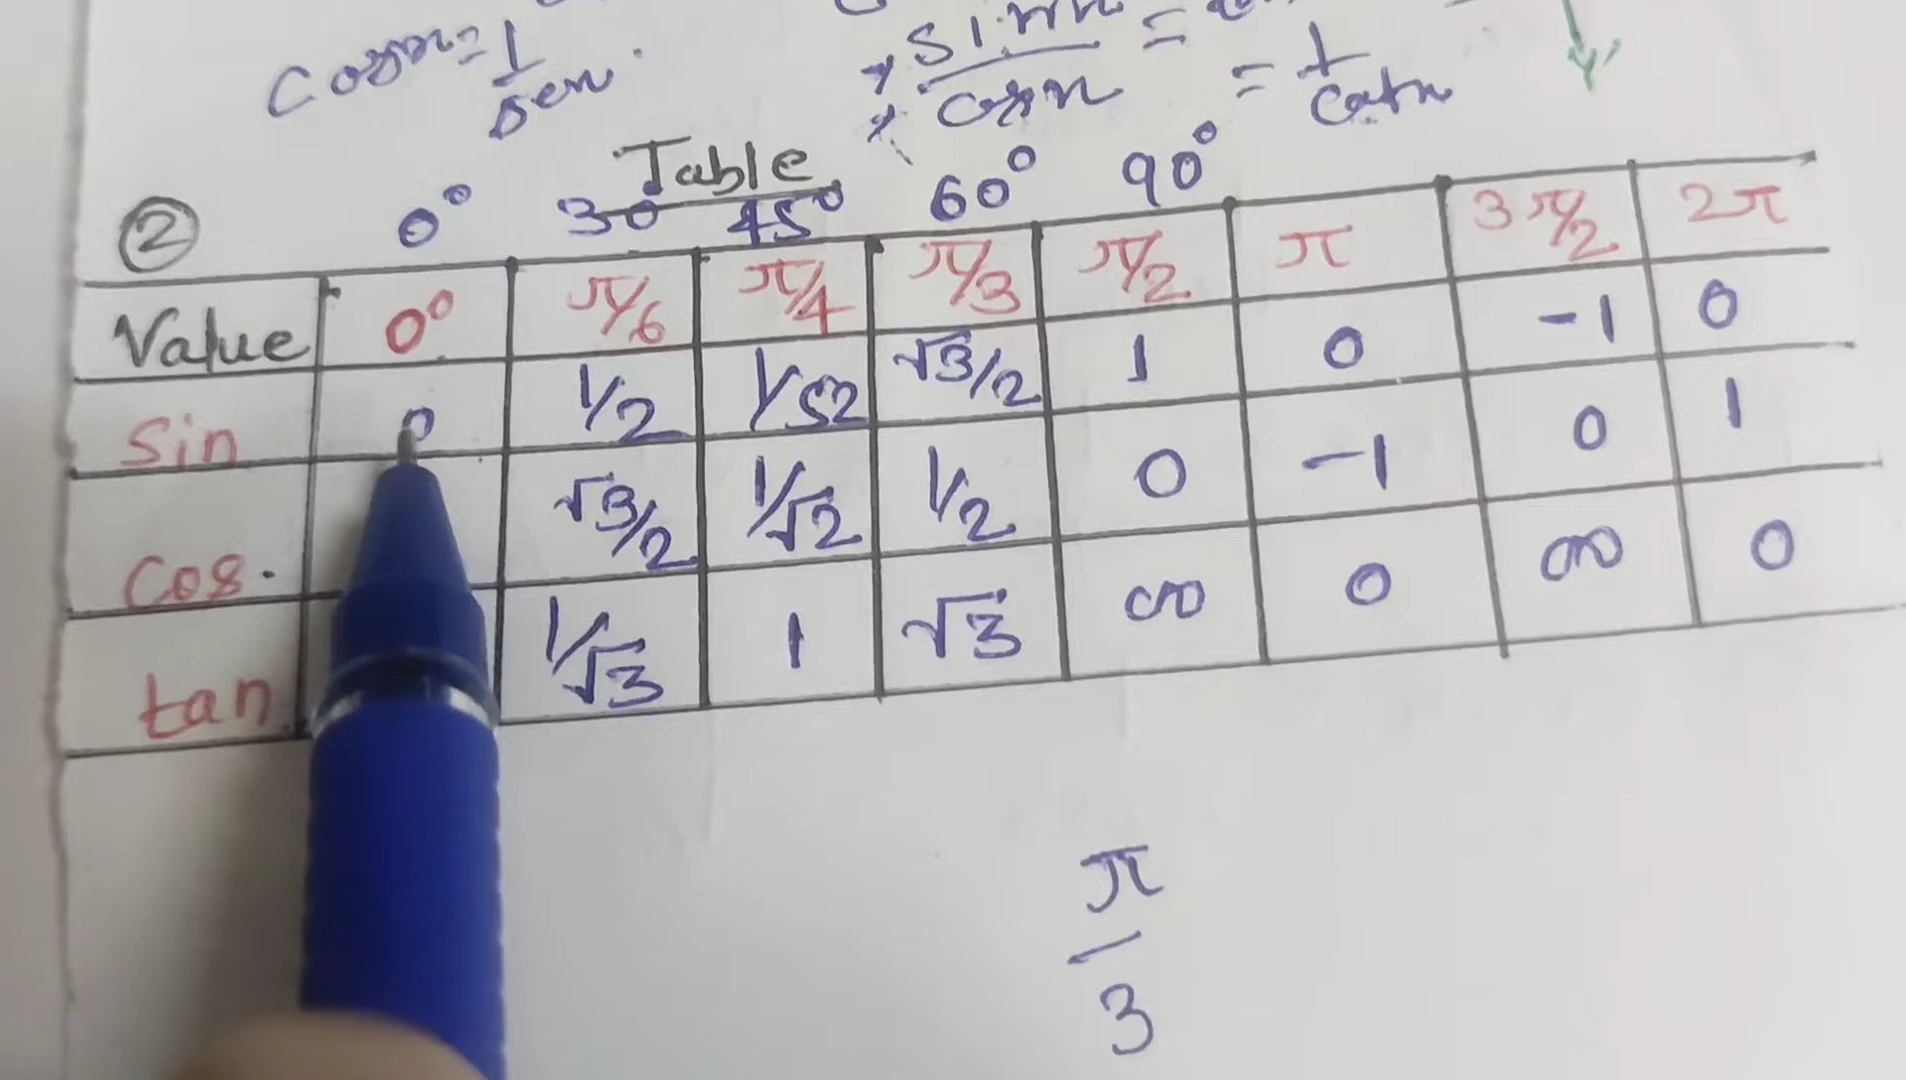 cosx = 1/secx
sinx/cosx =
= 1/cotx
Table
② 0° 30 45° 60° 90°
Value 0° π/6 π/4 π/3 π/2 π 3π/2 2π
Sin 0 1/2 1/√2 √3/2 1 0 -1 0
Cos. √3/2 1/√2 1/2 0 -1 0 1
tan 1/√3 1 √3 ∞ 0 ∞ 0
π/3